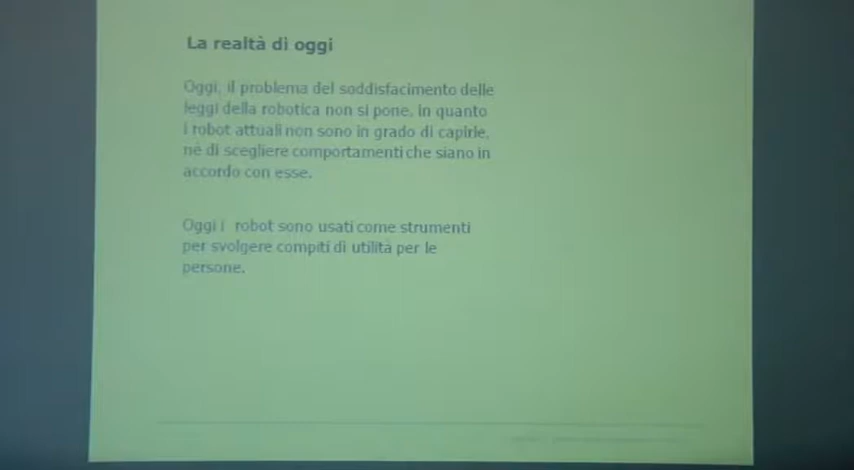 La realtà di oggi
Oggi, il problema del soddisfacimento delle
leggi della robotica non si pone, in quanto
i robot attuali non sono in grado di capirle,
né di scegliere comportamenti che siano in
accordo con esse.
Oggi i robot sono usati come strumenti
per svolgere compiti di utilità per le
persone.